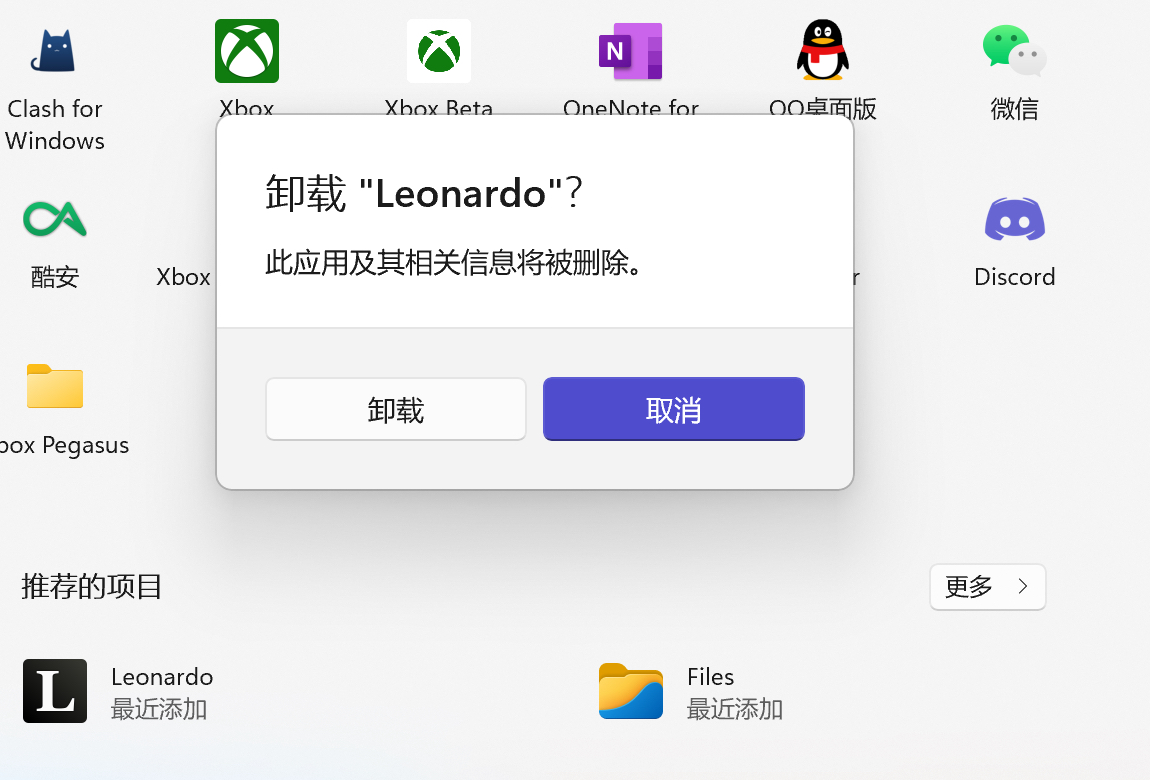 Clash for
Windows
Xbox
Xbox Beta
OneNote for
N
QQ桌面版
微信
卸载 "Leonardo"?
此应用及其相关信息将被删除。
卸载
取消
酷安
Xbox
r
Discord
box Pegasus
推荐的项目
更多
L
Leonardo
最近添加
Files
最近添加